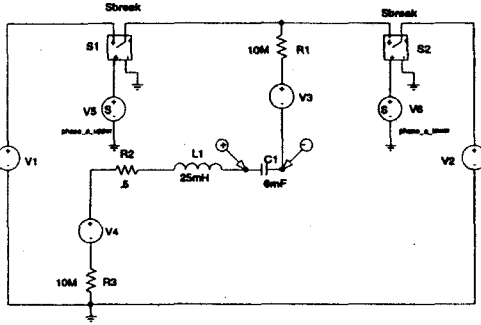 Sbreak
Sbreak
S1
10M
R1
S2
V5
S
phase_a_upper
V3
S
V6
phase_a_lower
V1
R2
.5
L1
25mH
C1
6mF
V2
V4
10M
R3